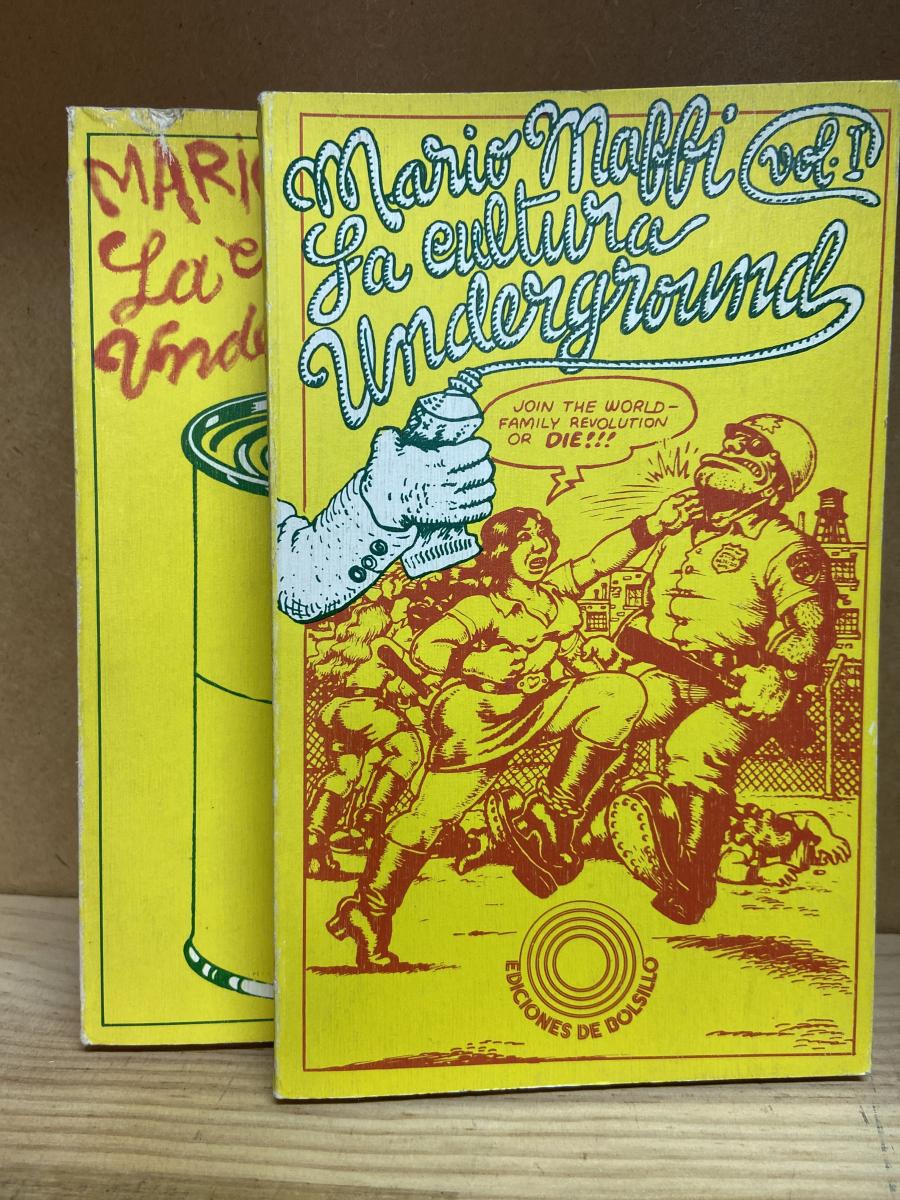 MARIO
La c
Unde
Mario Maffi
vol. I
La cultura
Underground
JOIN THE WORLD-
FAMILY REVOLUTION
OR DIE!!!
EDICIONES DE BOLSILLO